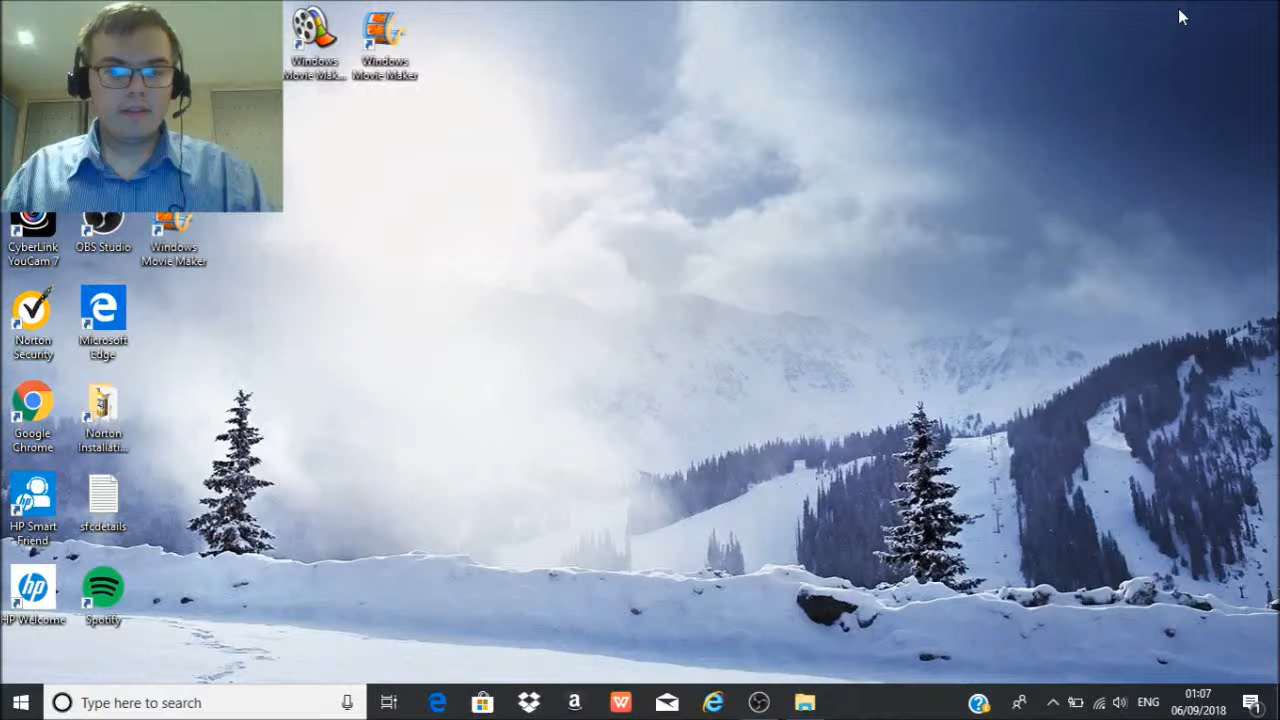 Windows
Movie Mak...
Windows
Movie Maker
CyberLink
YouCam 7
OBS Studio
Windows
Movie Maker
Norton
Security
Microsoft
Edge
Google
Chrome
Norton
Installati...
HP Smart
Friend
sfcdetails
HP Welcome
Spotify
Type here to search
ENG
01:07
06/09/2018
1